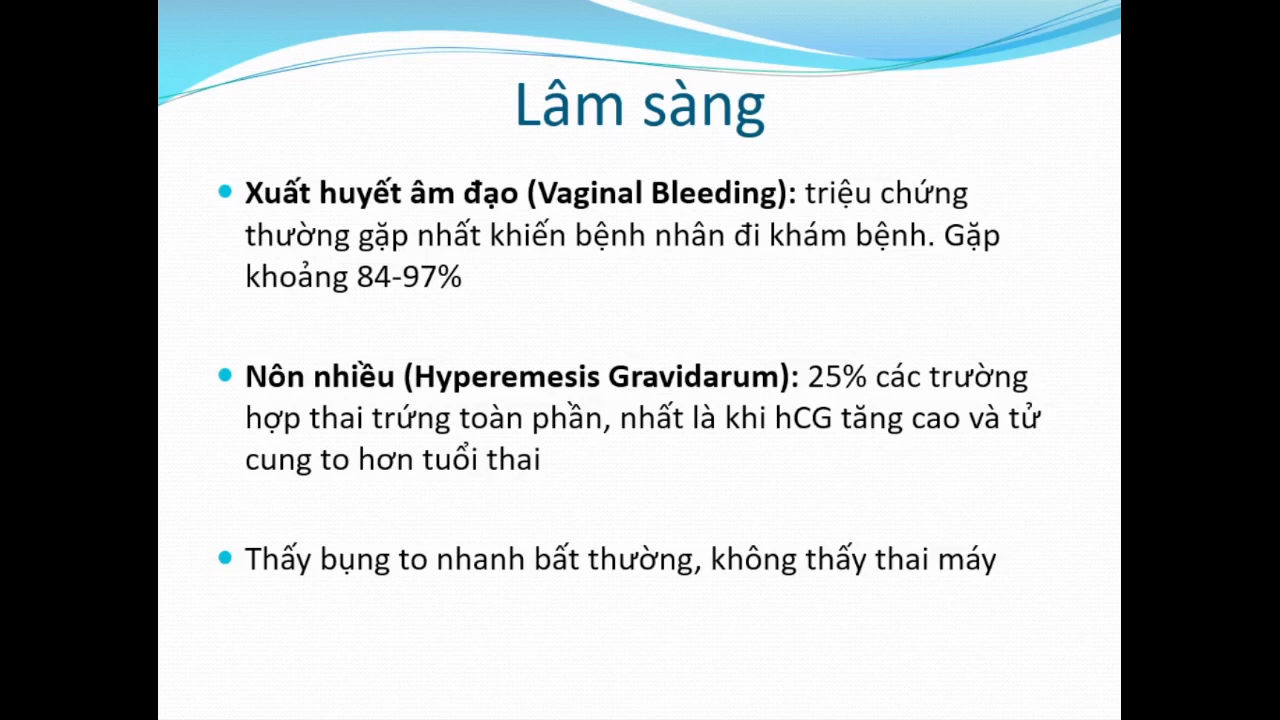 Lâm sàng
Xuất huyết âm đạo (Vaginal Bleeding): triệu chứng
thường gặp nhất khiến bệnh nhân đi khám bệnh. Gặp
khoảng 84-97%
Nôn nhiều (Hyperemesis Gravidarum): 25% các trường
hợp thai trứng toàn phần, nhất là khi hCG tăng cao và tử
cung to hơn tuổi thai
Thấy bụng to nhanh bất thường, không thấy thai máy